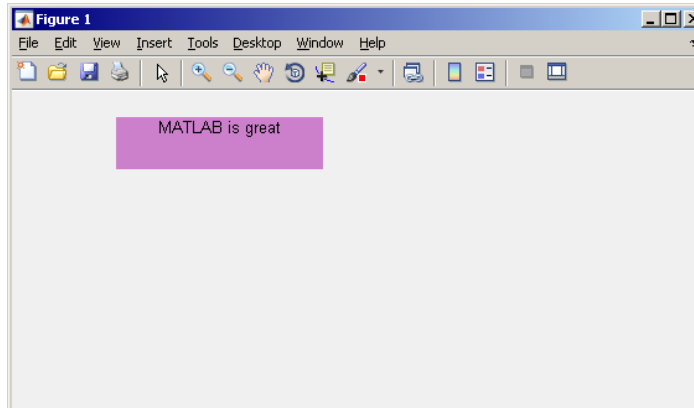 Figure 1
File Edit View Insert Tools Desktop Window Help
MATLAB is great